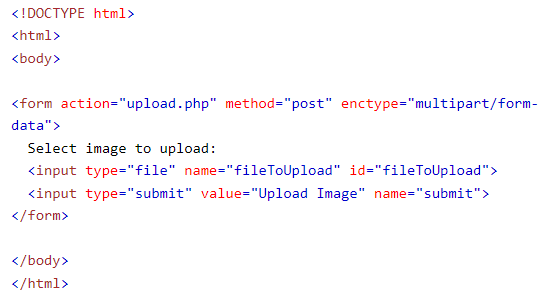 <!DOCTYPE html>
<html>
<body>

<form action="upload.php" method="post" enctype="multipart/form-
data">
  Select image to upload:
  <input type="file" name="fileToUpload" id="fileToUpload">
  <input type="submit" value="Upload Image" name="submit">
</form>

</body>
</html>